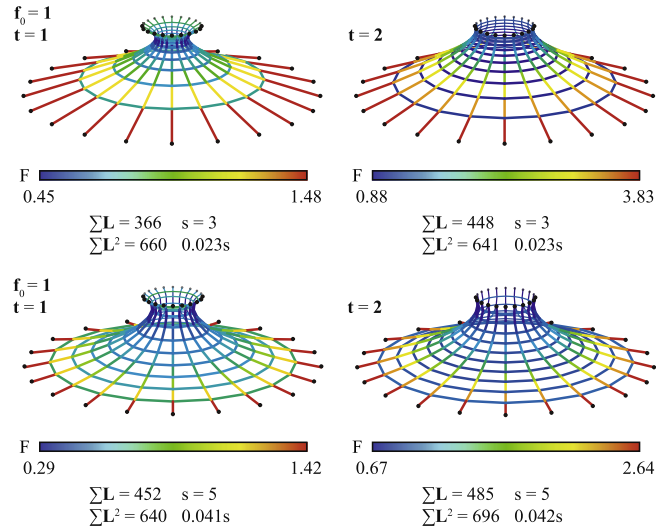 f₀ = 1
t = 1
t = 2
F
0.45 1.48
F
0.88 3.83
∑L = 366 s = 3
∑L² = 660 0.023s
∑L = 448 s = 3
∑L² = 641 0.023s
f₀ = 1
t = 1
t = 2
F
0.29 1.42
F
0.67 2.64
∑L = 452 s = 5
∑L² = 640 0.041s
∑L = 485 s = 5
∑L² = 696 0.042s